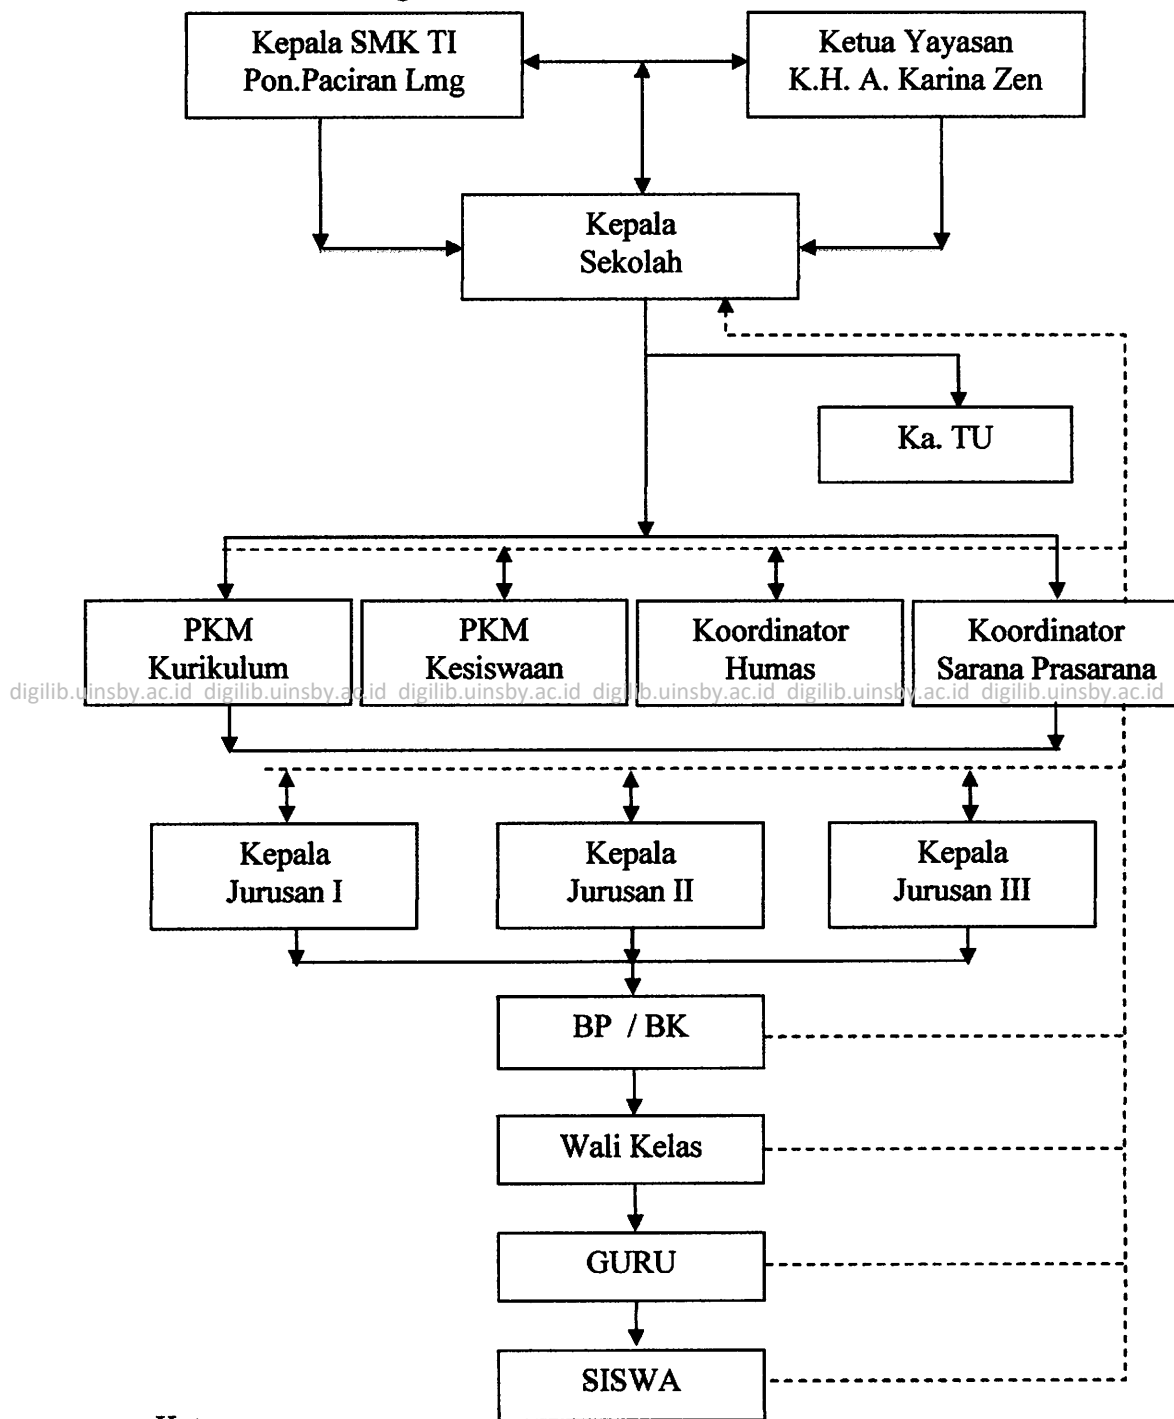 Kepala SMK TI
Pon.Paciran Lmg
Ketua Yayasan
K.H. A. Karina Zen
Kepala
Sekolah
Ka. TU
PKM
Kurikulum
PKM
Kesiswaan
Koordinator
Humas
Koordinator
Sarana Prasarana
digilib.uinsby.ac.id digilib.uinsby.ac.id digilib.uinsby.ac.id digilib.uinsby.ac.id digilib.uinsby.ac.id digilib.uinsby.ac.id
Kepala
Jurusan I
Kepala
Jurusan II
Kepala
Jurusan III
BP / BK
Wali Kelas
GURU
SISWA